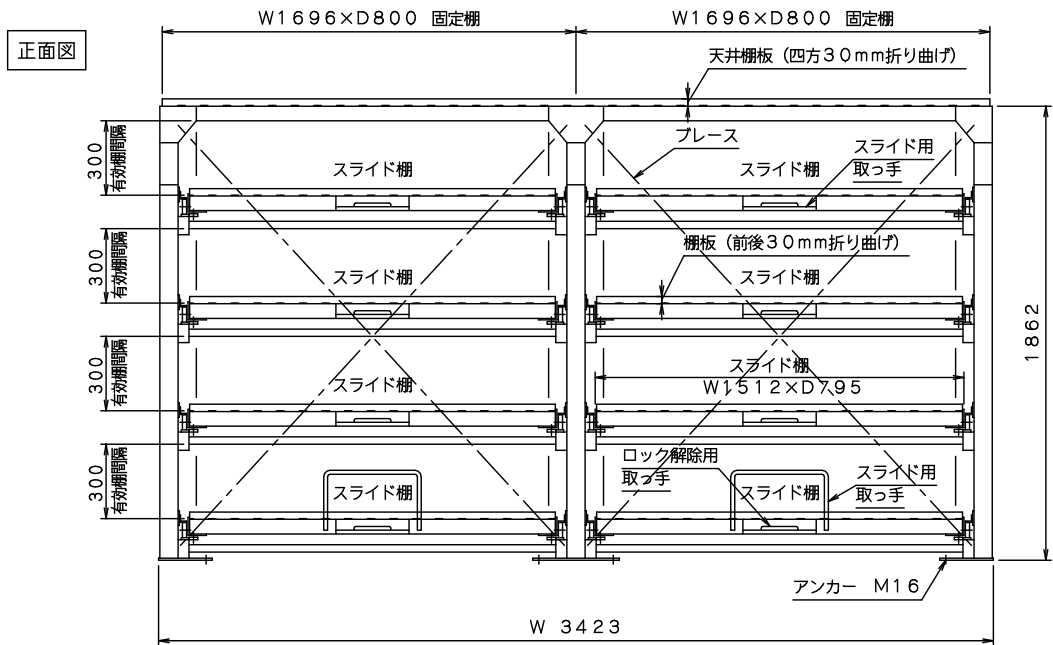 正面図
W1696×D800 固定棚
W1696×D800 固定棚
天井棚板（四方30mm折り曲げ）
ブレース
スライド用
取っ手
スライド棚
スライド棚
300
有効棚間隔
棚板（前後30mm折り曲げ）
スライド棚
スライド棚
300
有効棚間隔
1862
スライド棚
スライド棚
W1512×D795
300
有効棚間隔
ロック解除用
取っ手
スライド用
取っ手
スライド棚
スライド棚
300
有効棚間隔
アンカー M16
W 3423